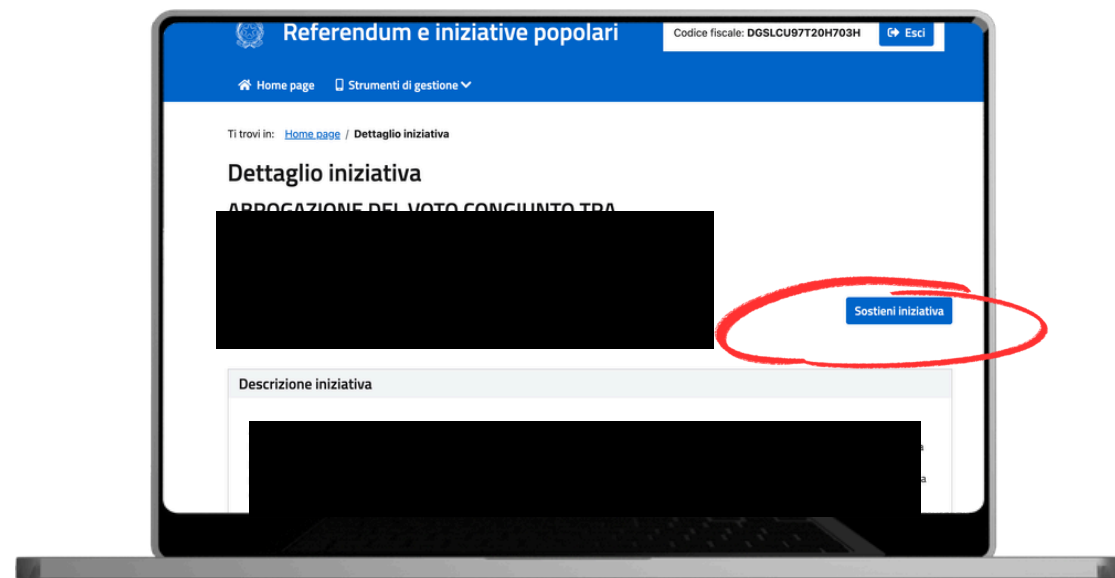 Referendum e iniziative popolari
Codice fiscale: DGSLCU97T20H703H
Esci
Home page
Strumenti di gestione
Ti trovi in: Home page / Dettaglio iniziativa
Dettaglio iniziativa
ABROGAZIONE DEL VOTO CONGIUNTO TRA
Sostieni iniziativa
Descrizione iniziativa
a
a